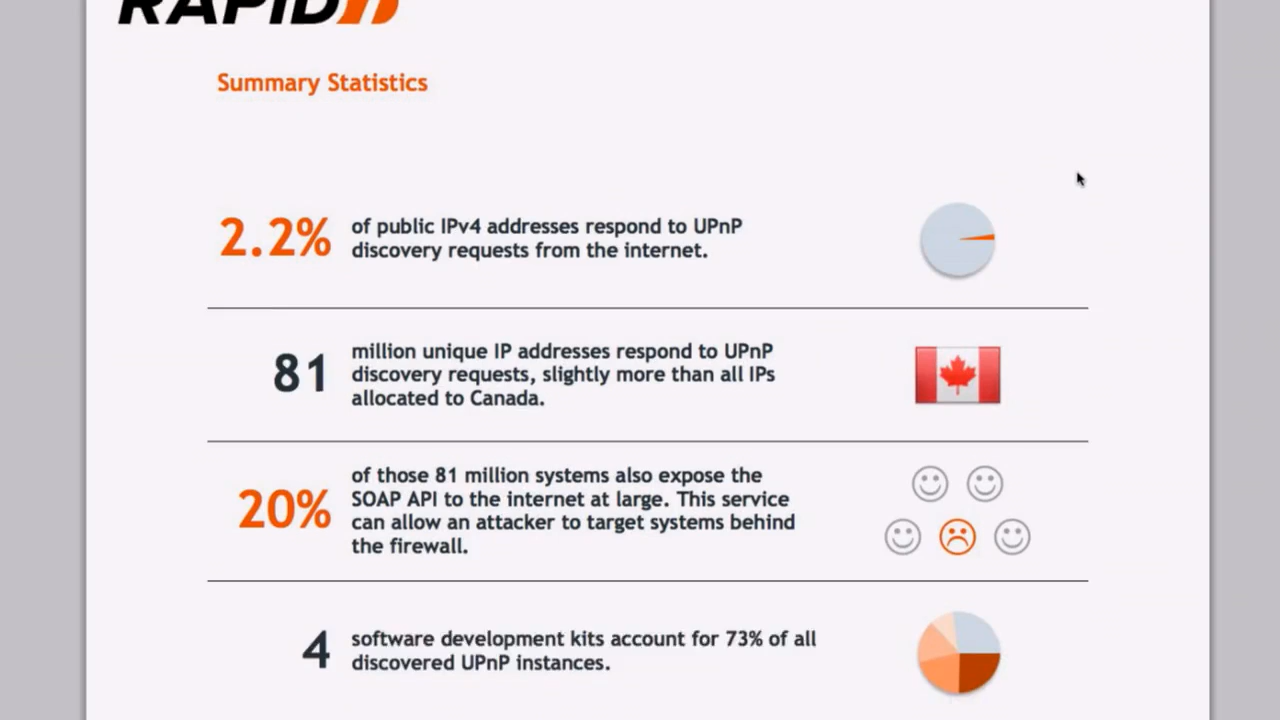 RAPID7
Summary Statistics
2.2%
of public IPv4 addresses respond to UPnP
discovery requests from the internet.
81
million unique IP addresses respond to UPnP
discovery requests, slightly more than all IPs
allocated to Canada.
20%
of those 81 million systems also expose the
SOAP API to the internet at large. This service
can allow an attacker to target systems behind
the firewall.
4
software development kits account for 73% of all
discovered UPnP instances.